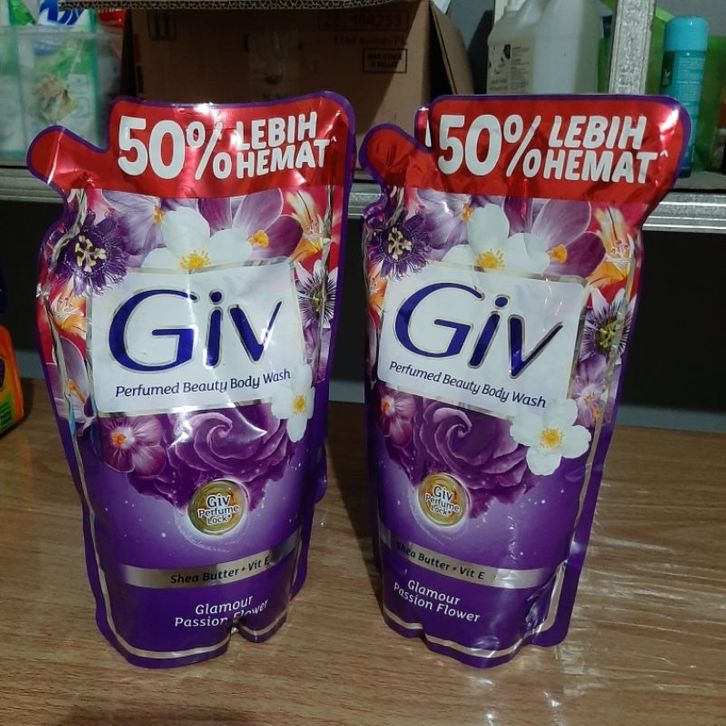 50% LEBIH
HEMAT^
Giv
Perfumed Beauty Body Wash
Giv
Perfume
Lock+
Shea Butter + Vit E
Glamour
Passion Flower
50% LEBIH
HEMAT^
Giv
Perfumed Beauty Body Wash
Giv
Perfume
Lock+
Shea Butter + Vit E
Glamour
Passion Flower